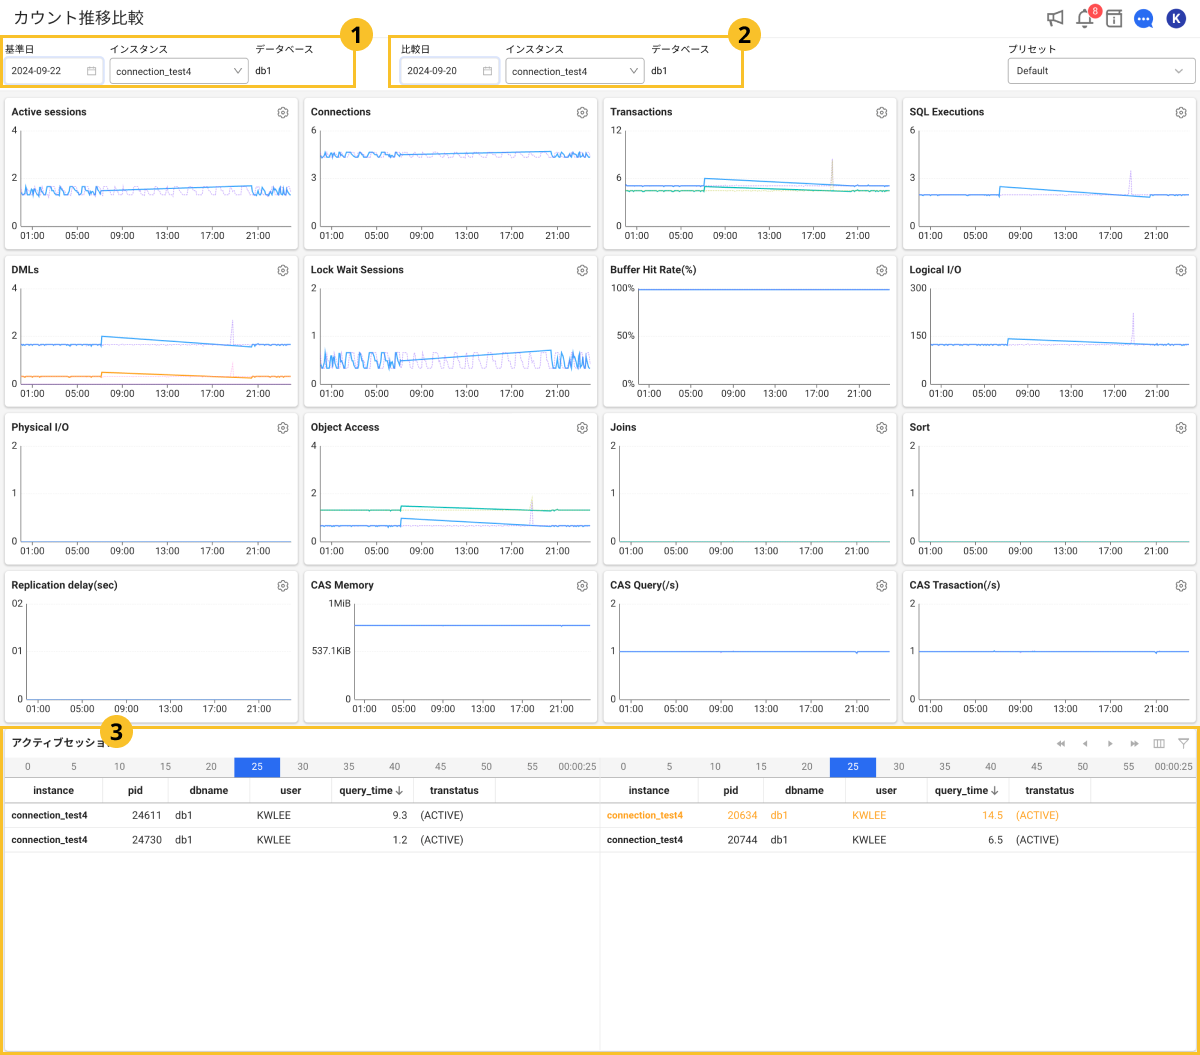 カウント推移比較
8
K
1
2
基準日 インスタンス データベース
2024-09-22 connection_test4 db1
比較日 インスタンス データベース
2024-09-20 connection_test4 db1
プリセット
Default
Active sessions
4
2
0
01:00 05:00 09:00 13:00 17:00 21:00
Connections
6
3
0
01:00 05:00 09:00 13:00 17:00 21:00
Transactions
12
6
0
01:00 05:00 09:00 13:00 17:00 21:00
SQL Executions
6
3
0
01:00 05:00 09:00 13:00 17:00 21:00
DMLs
4
2
0
01:00 05:00 09:00 13:00 17:00 21:00
Lock Wait Sessions
2
1
0
01:00 05:00 09:00 13:00 17:00 21:00
Buffer Hit Rate(%)
100%
50%
0%
01:00 05:00 09:00 13:00 17:00 21:00
Logical I/O
300
150
0
01:00 05:00 09:00 13:00 17:00 21:00
Physical I/O
2
1
0
01:00 05:00 09:00 13:00 17:00 21:00
Object Access
4
2
0
01:00 05:00 09:00 13:00 17:00 21:00
Joins
2
1
0
01:00 05:00 09:00 13:00 17:00 21:00
Sort
2
1
0
01:00 05:00 09:00 13:00 17:00 21:00
Replication delay(sec)
02
01
0
01:00 05:00 09:00 13:00 17:00 21:00
CAS Memory
1MiB
537.1KiB
0
01:00 05:00 09:00 13:00 17:00 21:00
CAS Query(/s)
2
1
0
01:00 05:00 09:00 13:00 17:00 21:00
CAS Trasaction(/s)
2
1
0
01:00 05:00 09:00 13:00 17:00 21:00
3
アクティブセッショ
0 5 10 15 20 25 30 35 40 45 50 55 00:00:25
0 5 10 15 20 25 30 35 40 45 50 55 00:00:25
instance pid dbname user query_time transtatus
connection_test4 24611 db1 KWLEE 9.3 (ACTIVE)
connection_test4 24730 db1 KWLEE 1.2 (ACTIVE)
instance pid dbname user query_time transtatus
connection_test4 20634 db1 KWLEE 14.5 (ACTIVE)
connection_test4 20744 db1 KWLEE 6.5 (ACTIVE)